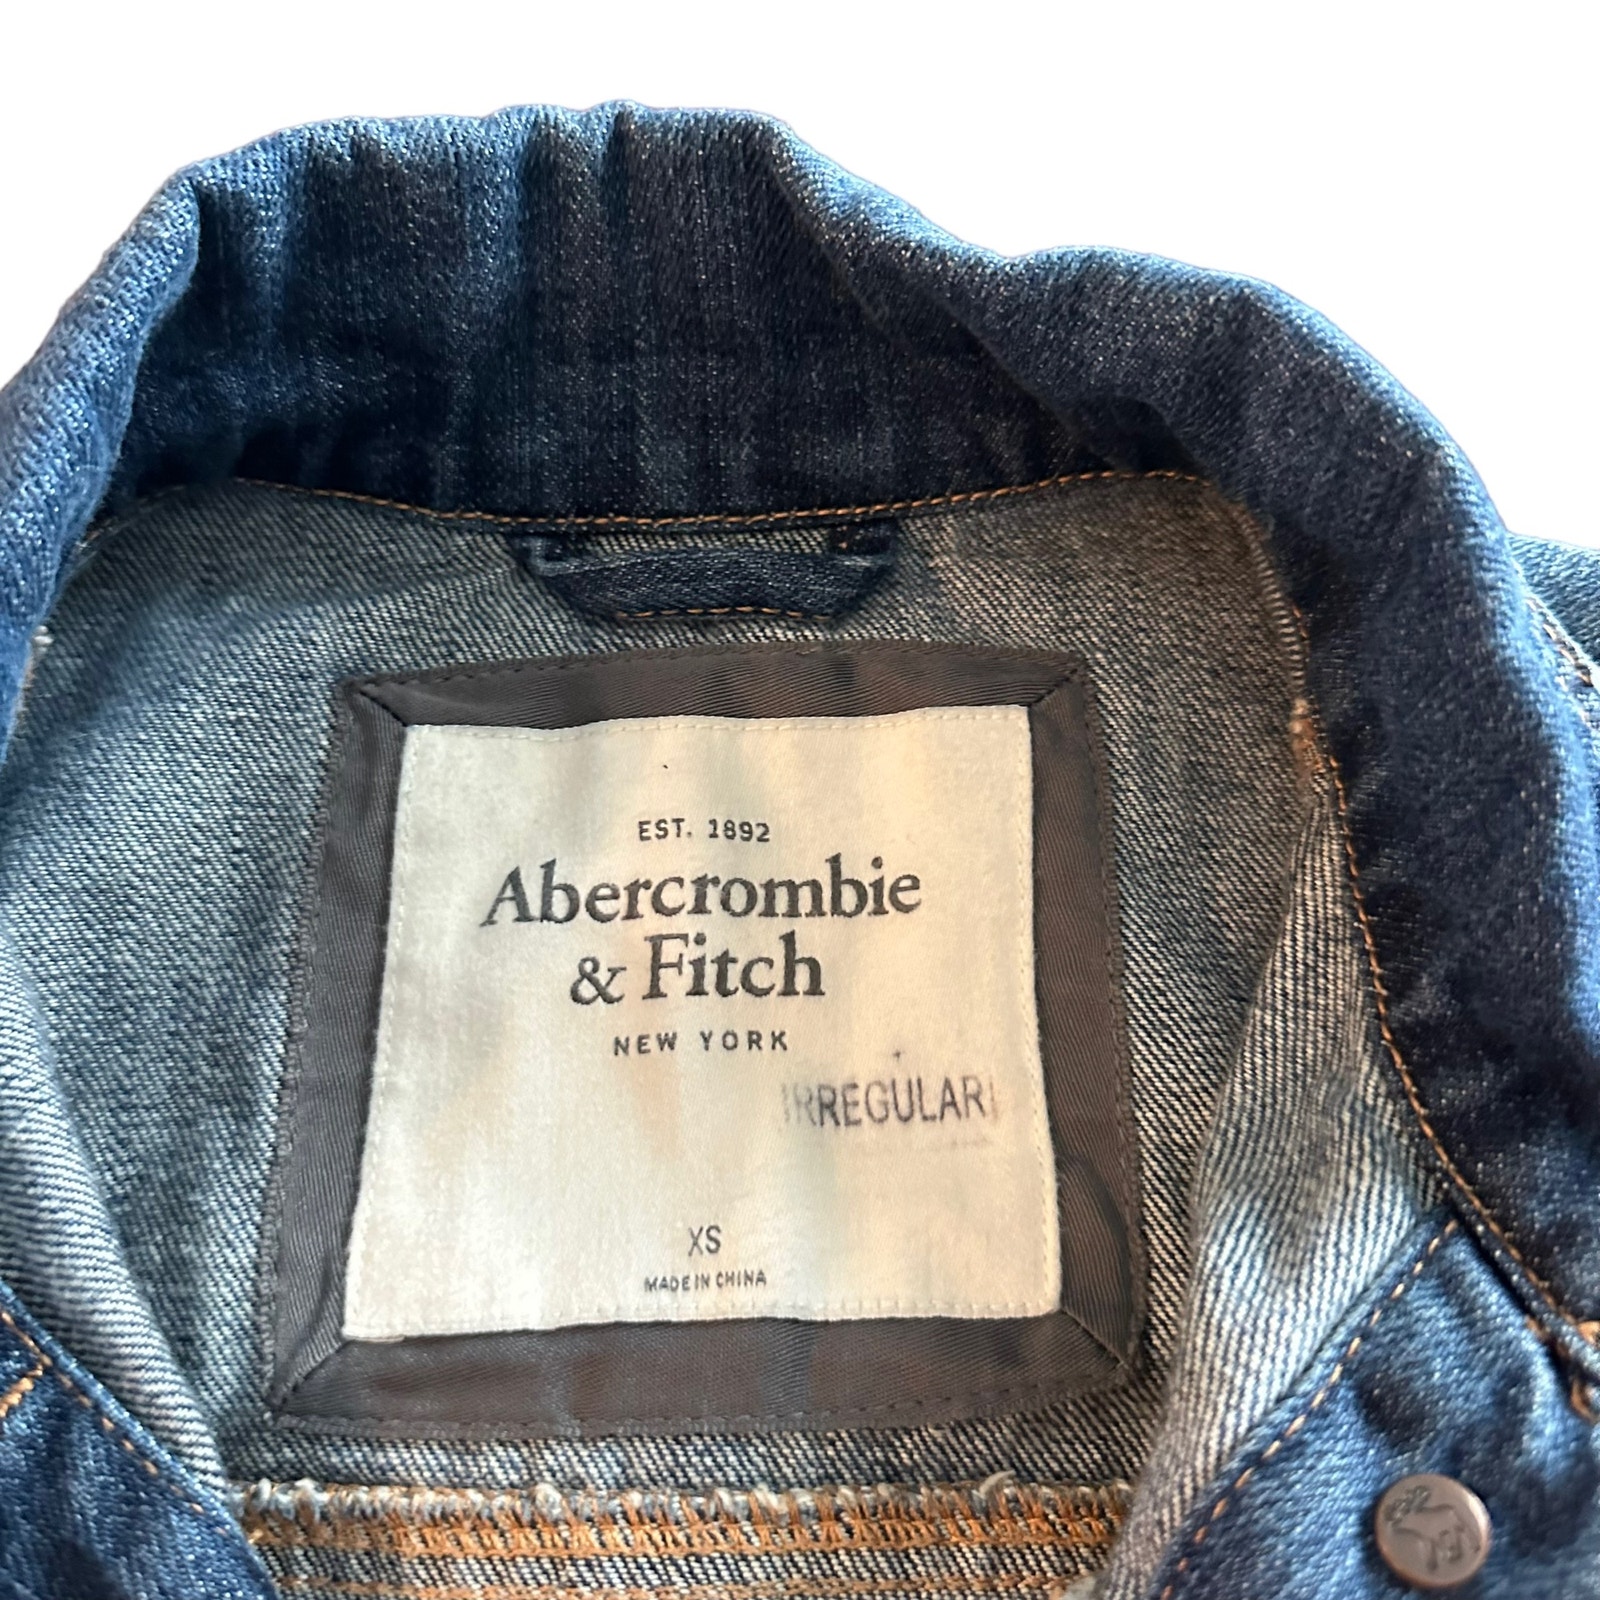 EST. 1892
Abercrombie
& Fitch
NEW YORK
IRREGULAR
XS
MADE IN CHINA